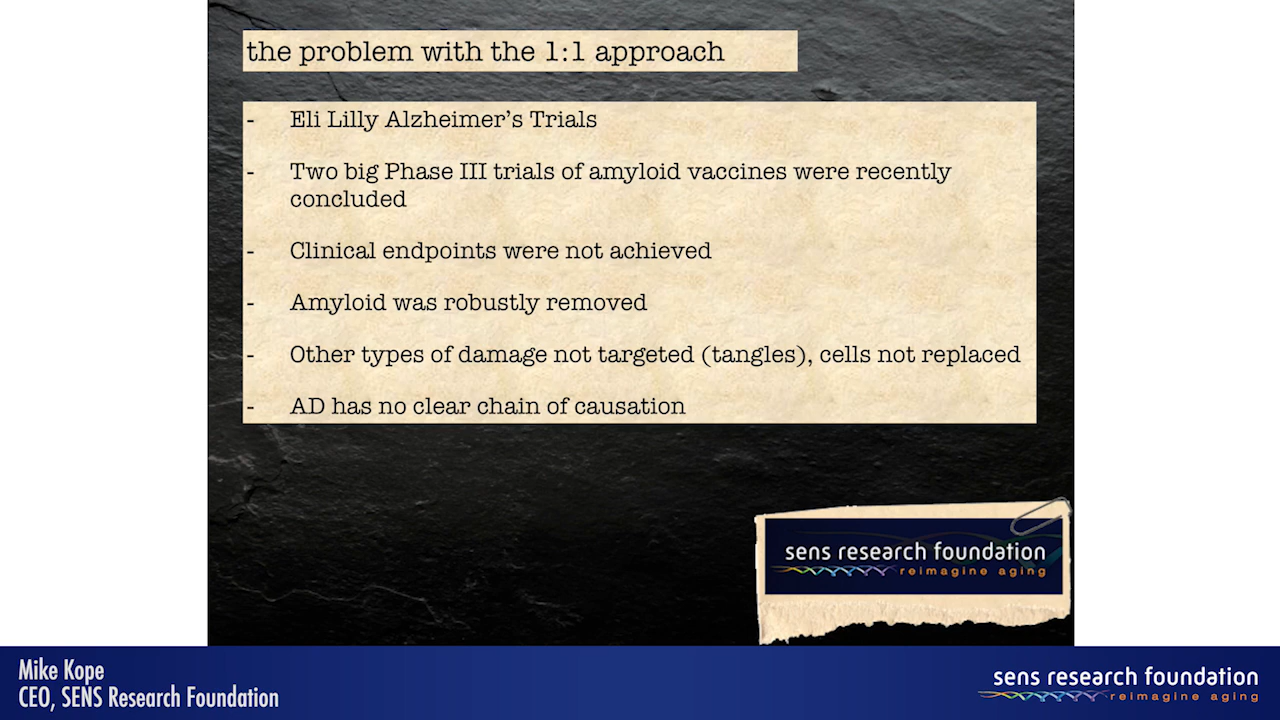 the problem with the 1:1 approach
- Eli Lilly Alzheimer's Trials
- Two big Phase III trials of amyloid vaccines were recently
concluded
- Clinical endpoints were not achieved
- Amyloid was robustly removed
- Other types of damage not targeted (tangles), cells not replaced
- AD has no clear chain of causation
sens research foundation
reimagine aging
Mike Kope
CEO, SENS Research Foundation
sens research foundation
reimagine aging